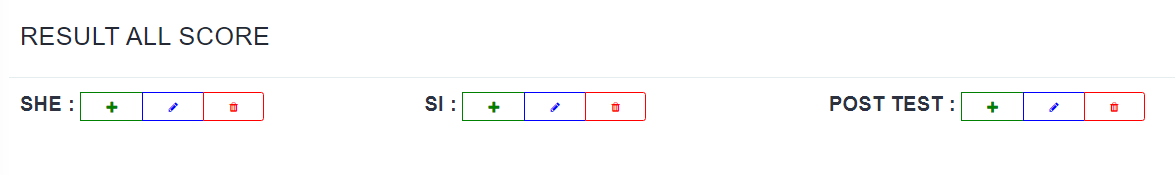 RESULT ALL SCORE
SHE : SI : POST TEST :